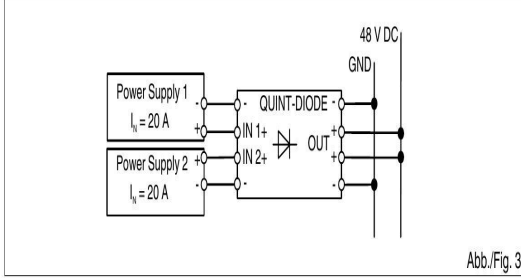 48 V DC
GND
Power Supply 1
I_N = 20 A
-
+
-
IN 1+
IN 2+
-
QUINT-DIODE
OUT
-
+
+
-
Power Supply 2
I_N = 20 A
+
-
Abb./Fig. 3